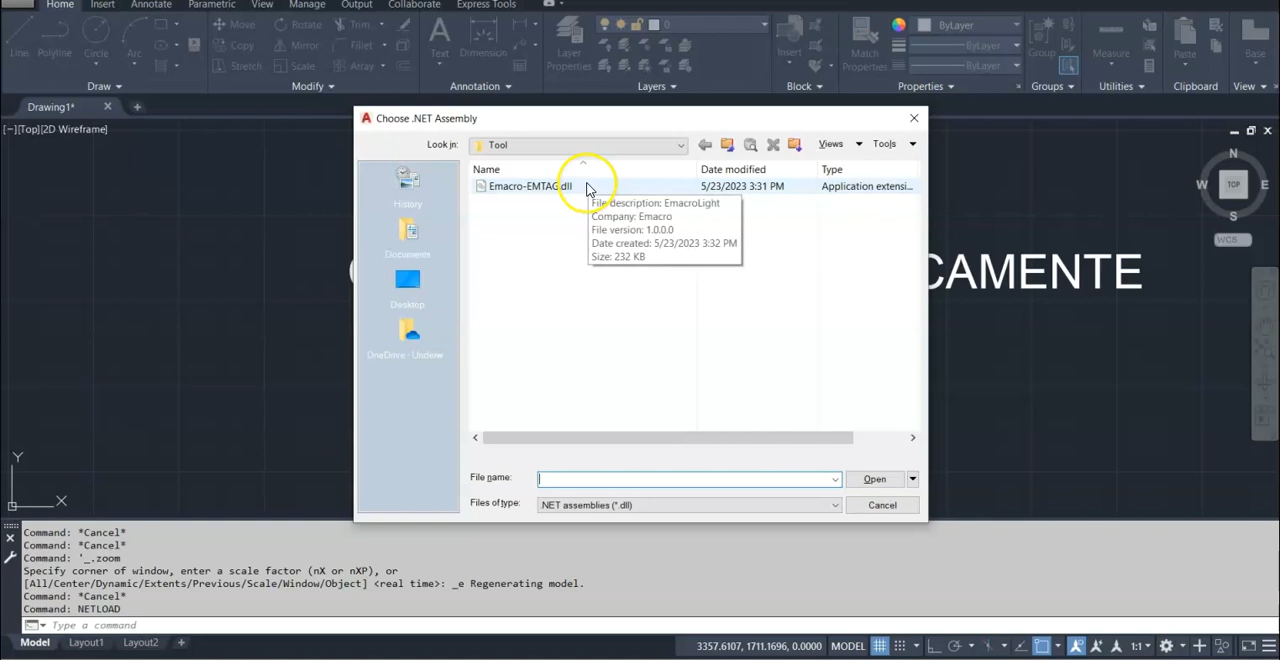 Home Insert Annotate Parametric View Manage Output Collaborate Express Tools
Line Polyline Circle Arc
Move Rotate Trim
Copy Mirror Fillet
Stretch Scale Array
Text Dimension
Layer Properties
0
Insert
Match Properties
ByLayer
ByLayer
ByLayer
Group
Measure
Paste
Base
Draw Modify Annotation Layers Block Properties Groups Utilities Clipboard View
Drawing1*
[−][Top][2D Wireframe]
Choose .NET Assembly
Look in: Tool Views Tools
Name Date modified Type
Emacro-EMTAG.dll 5/23/2023 3:31 PM Application extensi...
File description: EmacroLight
Company: Emacro
File version: 1.0.0.0
Date created: 5/23/2023 3:32 PM
Size: 232 KB
History
Documents
Desktop
OneDrive - Underw
File name: Open
Files of type: .NET assemblies (*.dll) Cancel
N
W TOP E
S
WCS
CAMENTE
Y
X
Command: *Cancel*
Command: *Cancel*
Command: '_.zoom
Specify corner of window, enter a scale factor (nX or nXP), or
[All/Center/Dynamic/Extents/Previous/Scale/Window/Object] <real time>: _e Regenerating model.
Command: *Cancel*
Command: NETLOAD
Type a command
Model Layout1 Layout2 +
3357.6107, 1711.1696, 0.0000 MODEL 1:1